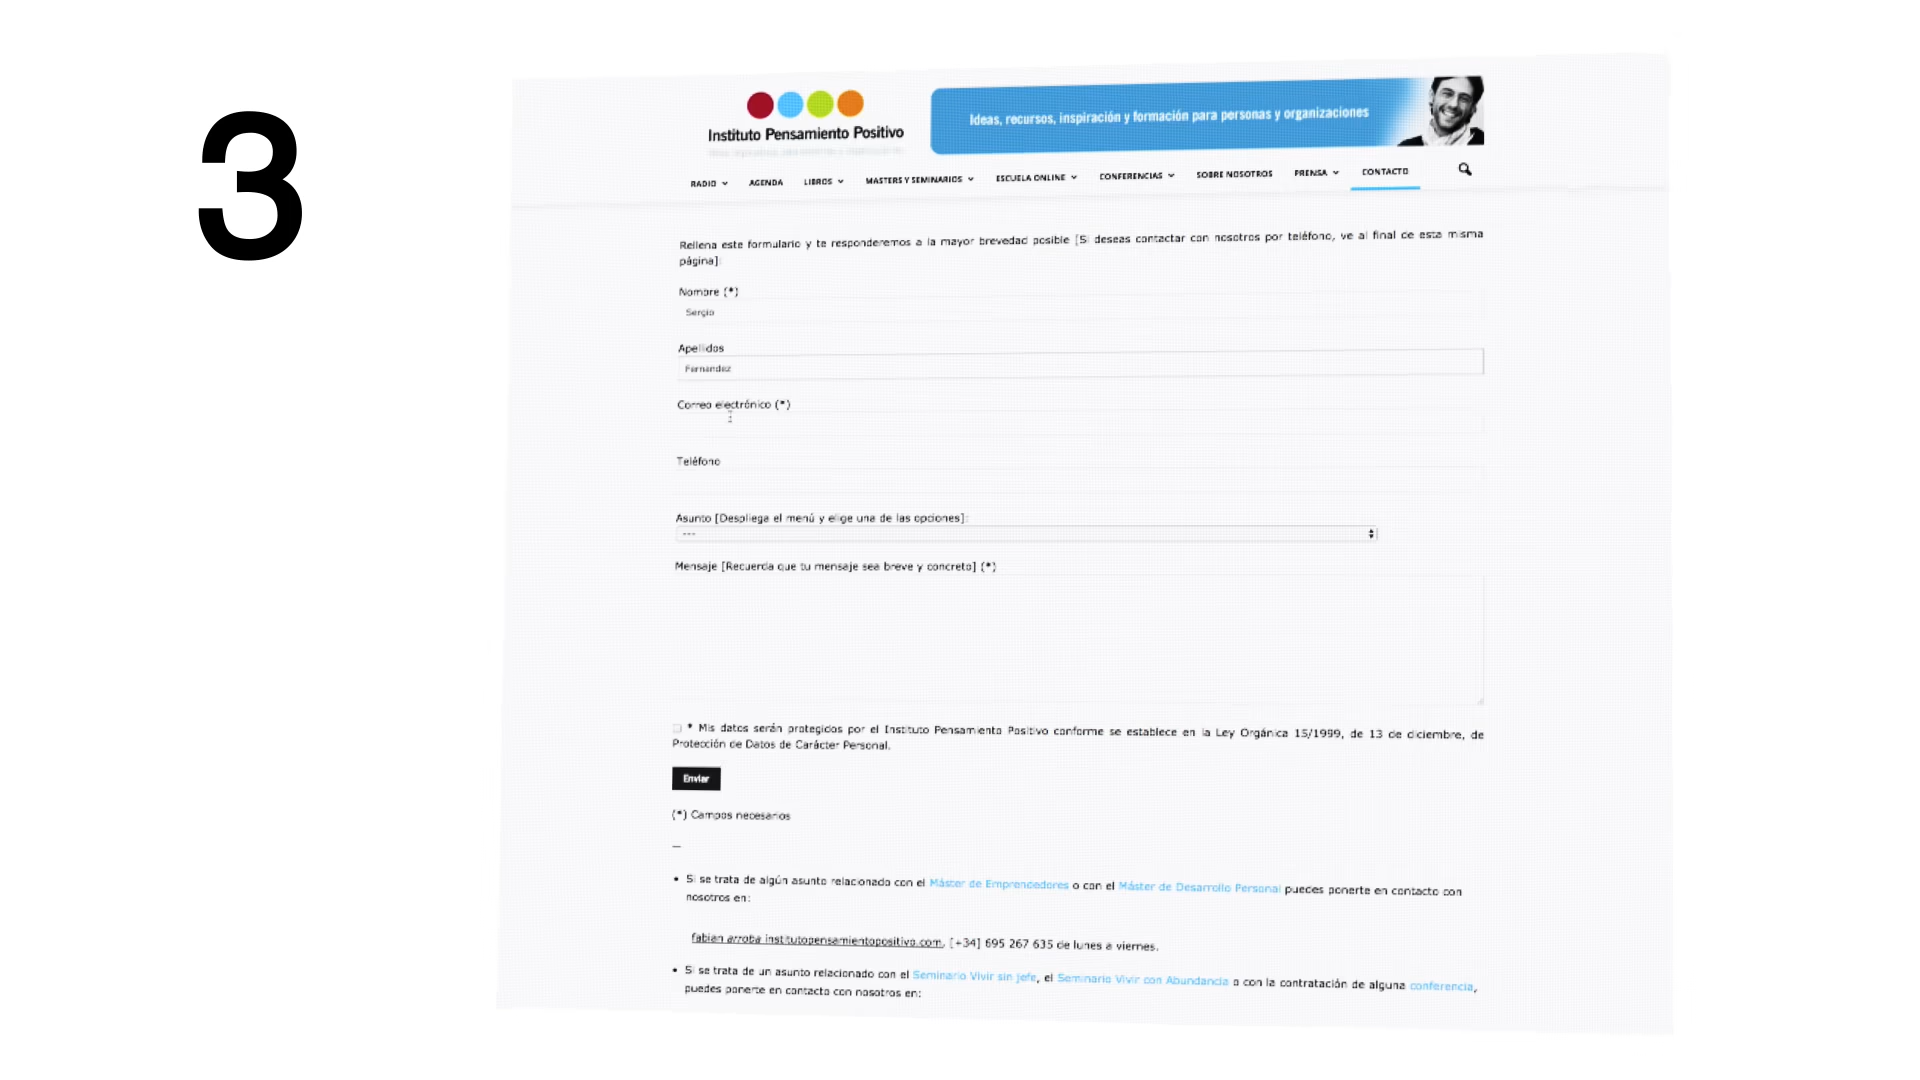 3
Instituto Pensamiento Positivo
Ideas, recursos, inspiración y formación para personas y organizaciones
RADIO
AGENDA
LIBROS
MASTERS Y SEMINARIOS
ESCUELA ONLINE
CONFERENCIAS
SOBRE NOSOTROS
PRENSA
CONTACTO
Rellena este formulario y te responderemos a la mayor brevedad posible [Si deseas contactar con nosotros por teléfono, ve al final de esta misma
página]:
Nombre (*)
Sergio
Apellidos
Fernandez
Correo electrónico (*)
Teléfono
Asunto [Despliega el menú y elige una de las opciones]:
---
Mensaje [Recuerda que tu mensaje sea breve y concreto] (*)
* Mis datos serán protegidos por el Instituto Pensamiento Positivo conforme se establece en la Ley Orgánica 15/1999, de 13 de diciembre, de
Protección de Datos de Carácter Personal.
Enviar
(*) Campos necesarios
—
• Si se trata de algún asunto relacionado con el Máster de Emprendedores o con el Máster de Desarrollo Personal puedes ponerte en contacto con
nosotros en:
fabian arroba institutopensamientopositivo.com, [+34] 695 267 635 de lunes a viernes.
• Si se trata de un asunto relacionado con el Seminario Vivir sin jefe, el Seminario Vivir con Abundancia o con la contratación de alguna conferencia,
puedes ponerte en contacto con nosotros en: